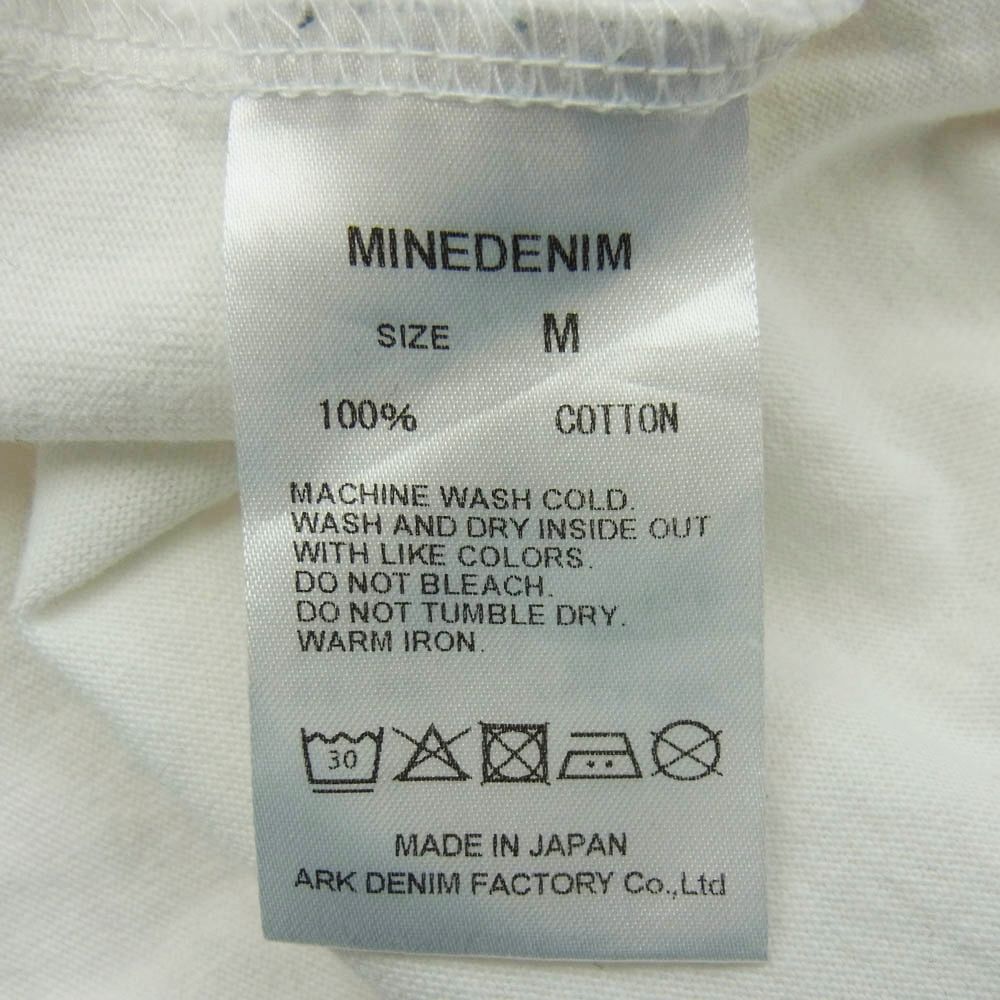 MINEDENIM
SIZE M
100% COTTON
MACHINE WASH COLD.
WASH AND DRY INSIDE OUT
WITH LIKE COLORS.
DO NOT BLEACH.
DO NOT TUMBLE DRY.
WARM IRON.
30
MADE IN JAPAN
ARK DENIM FACTORY Co.,Ltd